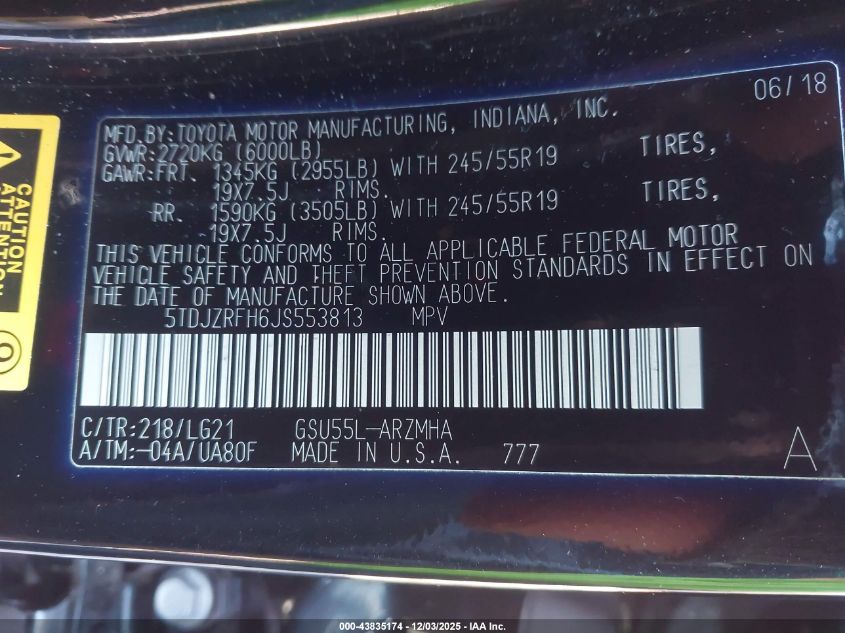 06/18
MFD.BY:TOYOTA MOTOR MANUFACTURING, INDIANA, INC.
GVWR:2720KG (6000LB)
GAWR:FRT. 1345KG (2955LB) WITH 245/55R19 TIRES,
19X7.5J RIMS.
RR. 1590KG (3505LB) WITH 245/55R19 TIRES,
19X7.5J RIMS.
THIS VEHICLE CONFORMS TO ALL APPLICABLE FEDERAL MOTOR
VEHICLE SAFETY AND THEFT PREVENTION STANDARDS IN EFFECT ON
THE DATE OF MANUFACTURE SHOWN ABOVE.
5TDJZRFH6JS553813 MPV
C/TR:218/LG21 GSU55L-ARZMHA
A/TM:-04A/UA80F MADE IN U.S.A. 777 A
CAUTION
ATTENTION
000-43835174 - 12/03/2025 - IAA Inc.